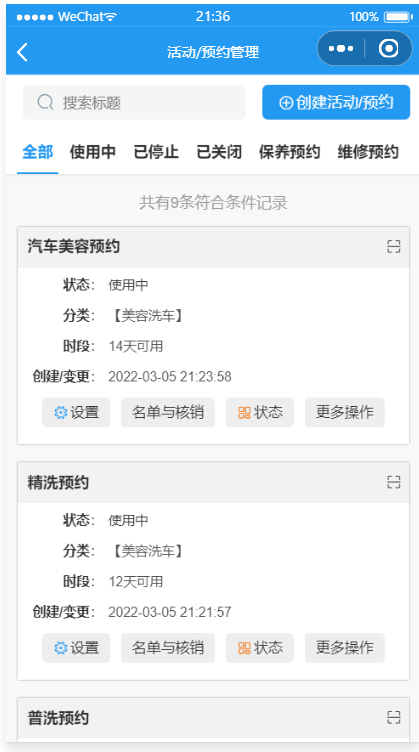 WeChat 21:36 100%
活动/预约管理
搜索标题 创建活动/预约
全部 使用中 已停止 已关闭 保养预约 维修预约
共有9条符合条件记录
汽车美容预约
状态： 使用中
分类： 【美容洗车】
时段： 14天可用
创建/变更： 2022-03-05 21:23:58
设置 名单与核销 状态 更多操作
精洗预约
状态： 使用中
分类： 【美容洗车】
时段： 12天可用
创建/变更： 2022-03-05 21:21:57
设置 名单与核销 状态 更多操作
普洗预约